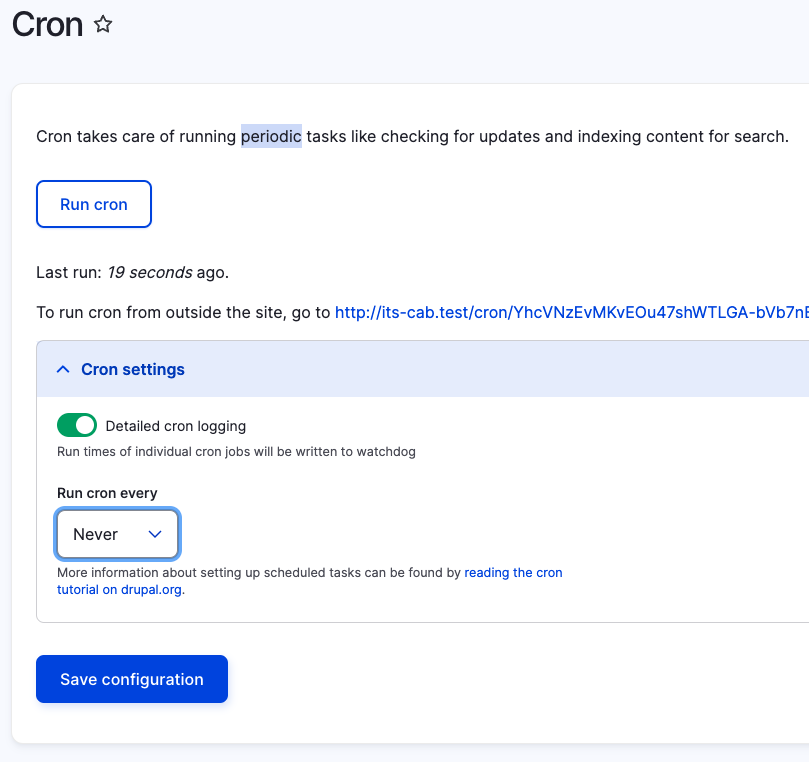 Cron
Cron takes care of running periodic tasks like checking for updates and indexing content for search.
Run cron
Last run: 19 seconds ago.
To run cron from outside the site, go to http://its-cab.test/cron/YhcVNzEvMKvEOu47shWTLGA-bVb7nE
Cron settings
Detailed cron logging
Run times of individual cron jobs will be written to watchdog
Run cron every
Never
More information about setting up scheduled tasks can be found by reading the cron
tutorial on drupal.org.
Save configuration